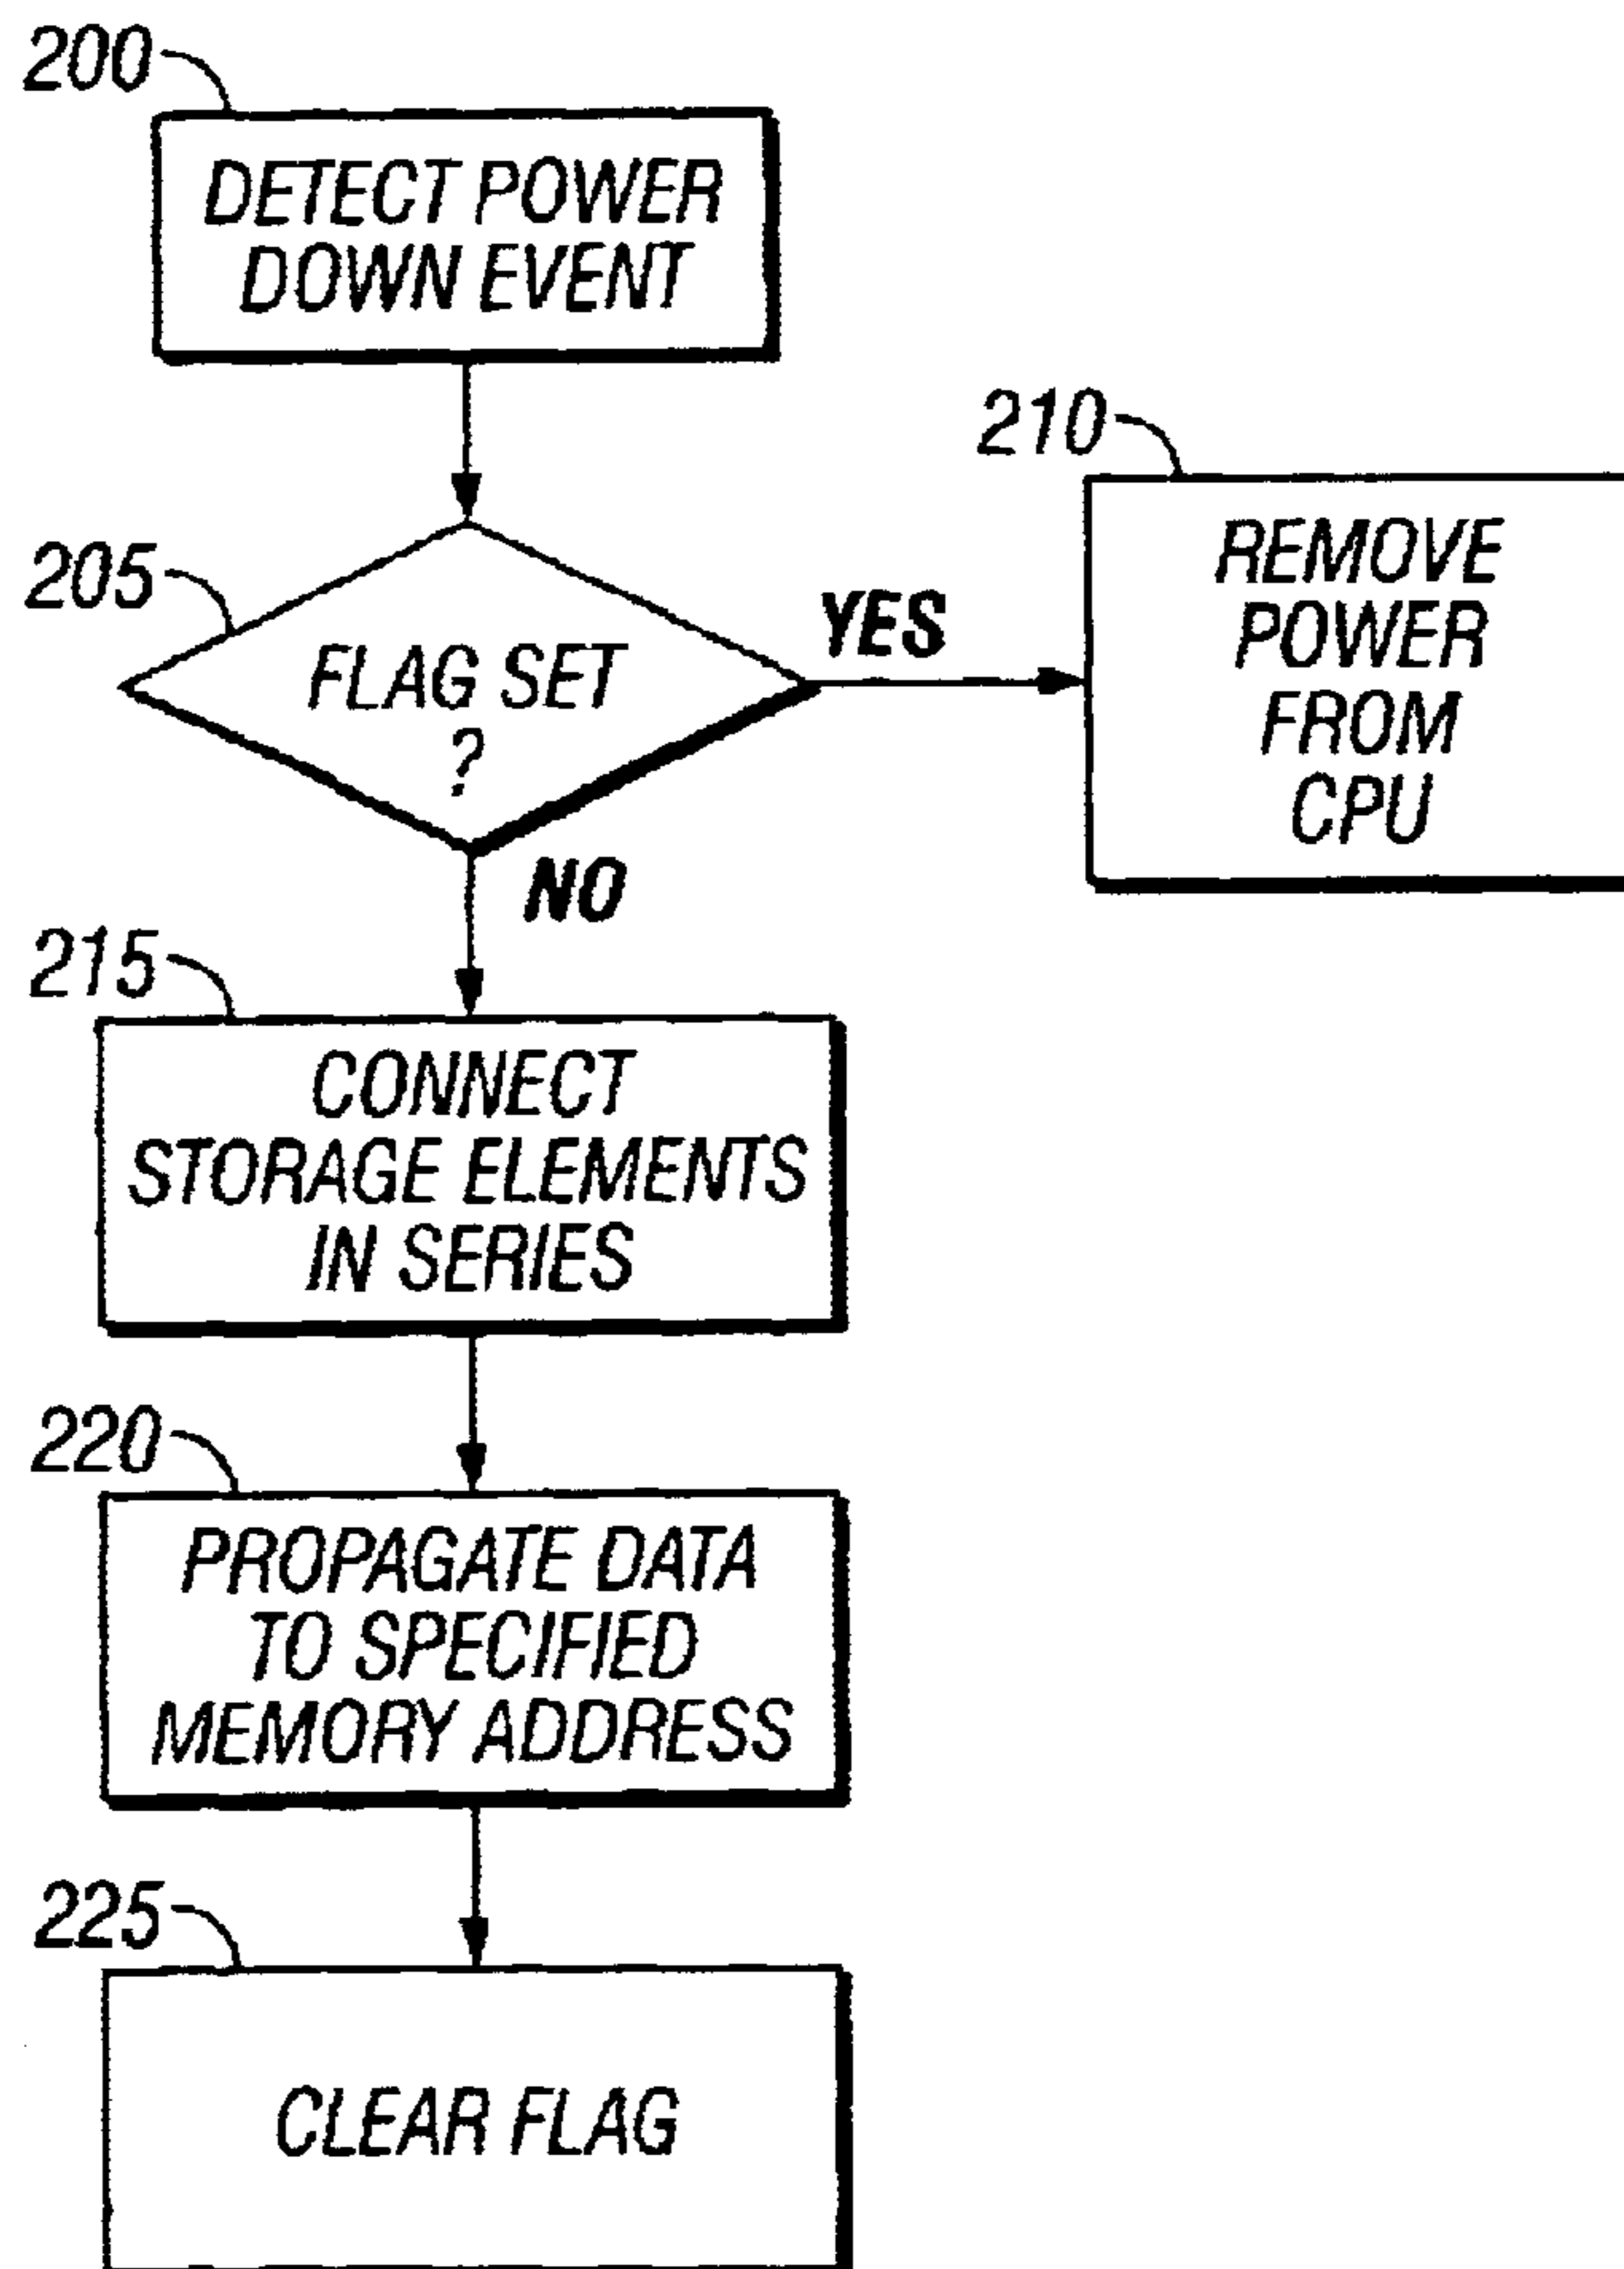 200
DETECT POWER
DOWN EVENT
210
REMOVE
POWER
FROM
CPU
205
FLAG SET
?
YES
NO
215
CONNECT
STORAGE ELEMENTS
IN SERIES
220
PROPAGATE DATA
TO SPECIFIED
MEMORY ADDRESS
225
CLEAR FLAG